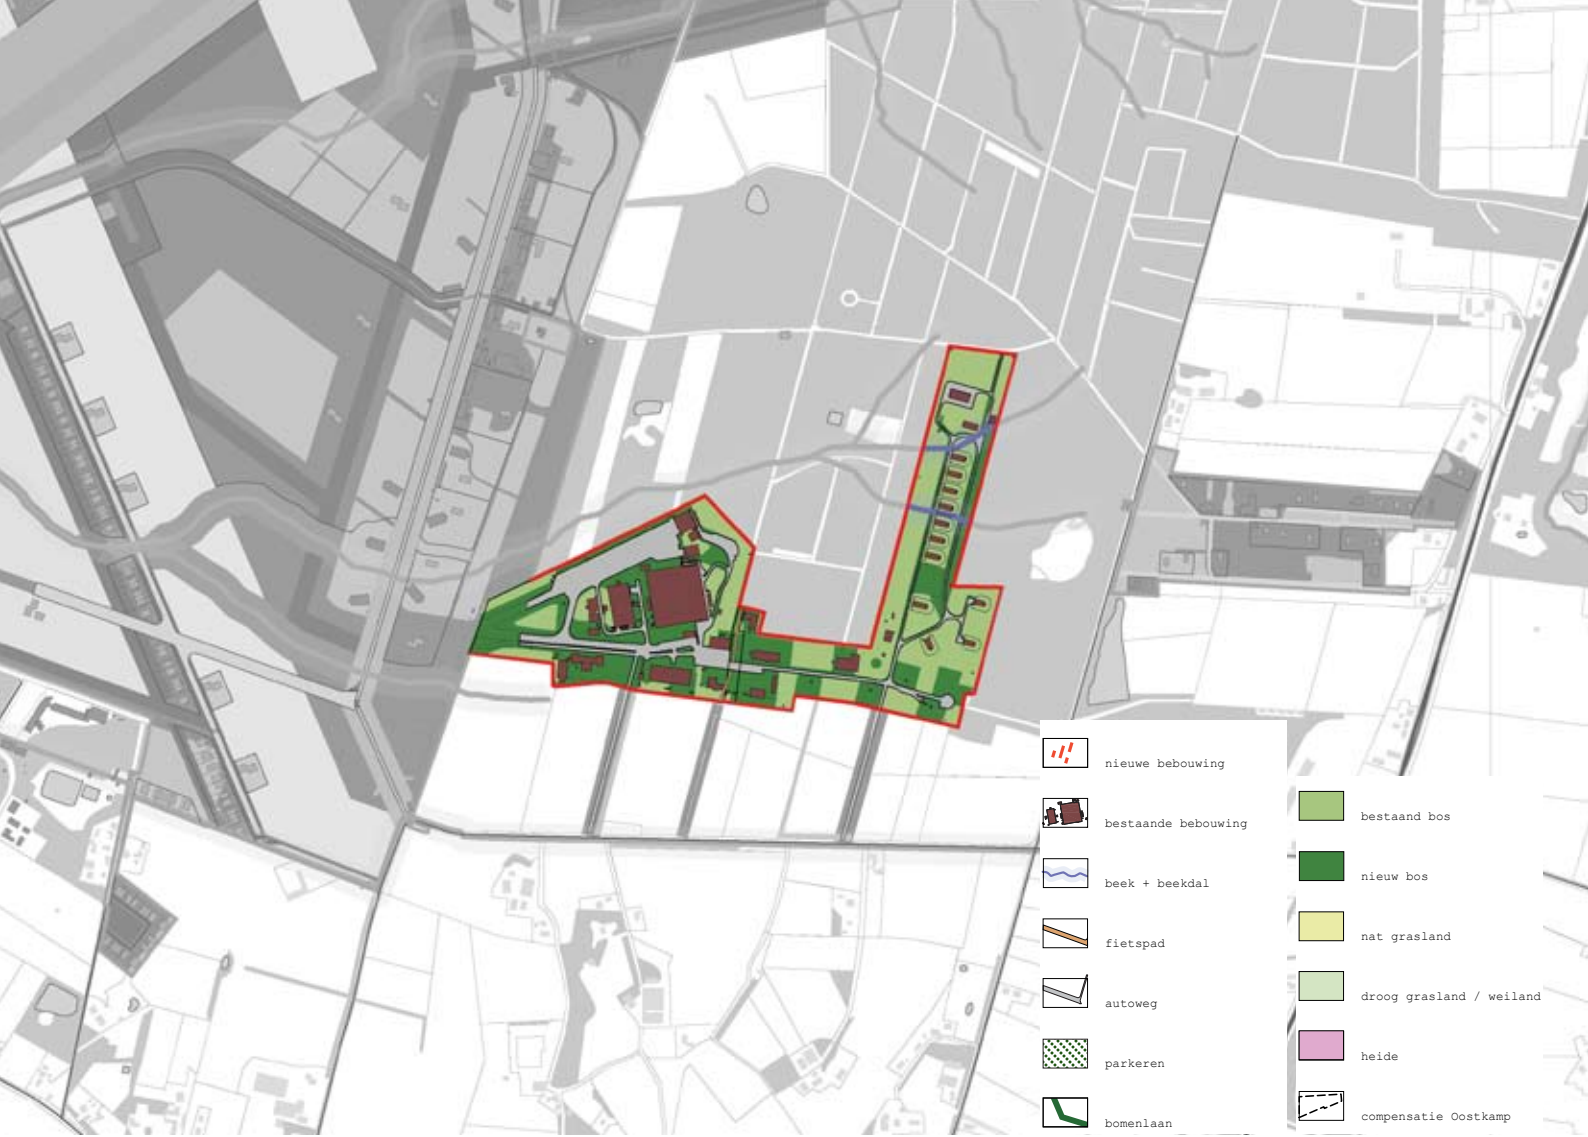 nieuwe bebouwing
bestaande bebouwing
beek + beekdal
fietspad
autoweg
parkeren
bomenlaan
bestaand bos
nieuw bos
nat grasland
droog grasland / weiland
heide
compensatie Oostkamp